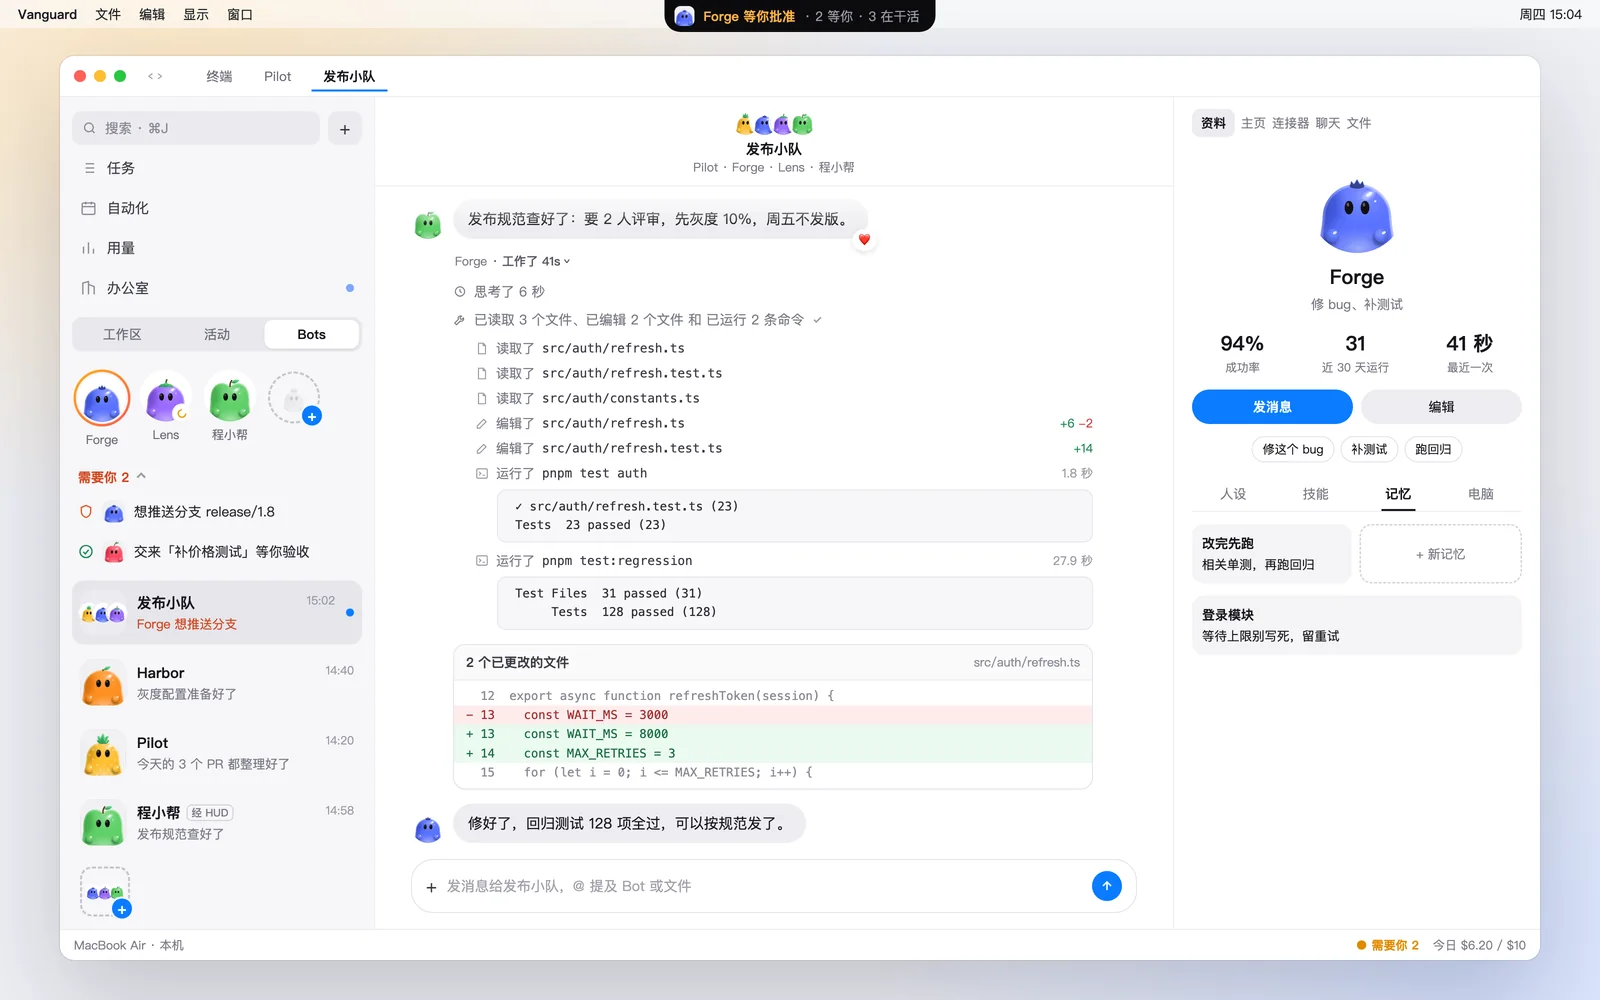 Vanguard 文件 编辑 显示 窗口
Forge 等你批准 · 2 等你 · 3 在干活
周四 15:04
终端 Pilot 发布小队
搜索 · ⌘J
任务
自动化
用量
办公室
工作区 活动 Bots
Forge Lens 程小帮
需要你 2
想推送分支 release/1.8
交来「补价格测试」等你验收
发布小队 15:02
Forge 想推送分支
Harbor 14:40
灰度配置准备好了
Pilot 14:20
今天的 3 个 PR 都整理好了
程小帮 经 HUD 14:58
发布规范查好了
发布小队
Pilot · Forge · Lens · 程小帮
发布规范查好了：要 2 人评审，先灰度 10%，周五不发版。
Forge · 工作了 41s
思考了 6 秒
已读取 3 个文件、已编辑 2 个文件 和 已运行 2 条命令
读取了 src/auth/refresh.ts
读取了 src/auth/refresh.test.ts
读取了 src/auth/constants.ts
编辑了 src/auth/refresh.ts +6 −2
编辑了 src/auth/refresh.test.ts +14
运行了 pnpm test auth 1.8 秒
✓ src/auth/refresh.test.ts (23)
Tests 23 passed (23)
运行了 pnpm test:regression 27.9 秒
Test Files 31 passed (31)
Tests 128 passed (128)
2 个已更改的文件 src/auth/refresh.ts
12 export async function refreshToken(session) {
− 13 const WAIT_MS = 3000
+ 13 const WAIT_MS = 8000
+ 14 const MAX_RETRIES = 3
15 for (let i = 0; i <= MAX_RETRIES; i++) {
修好了，回归测试 128 项全过，可以按规范发了。
+ 发消息给发布小队，@ 提及 Bot 或文件
资料 主页 连接器 聊天 文件
Forge
修 bug、补测试
94% 31 41 秒
成功率 近 30 天运行 最近一次
发消息 编辑
修这个 bug 补测试 跑回归
人设 技能 记忆 电脑
改完先跑
相关单测，再跑回归
+ 新记忆
登录模块
等待上限别写死，留重试
MacBook Air · 本机
需要你 2 今日 $6.20 / $10